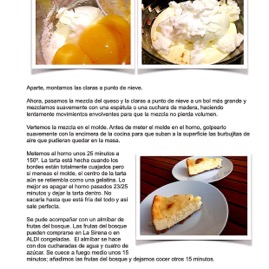 Aparte, montamos las claras a punto de nieve.
Ahora, pasamos la mezcla del queso y la claras a punto de nieve a un bol más grande y
mezclamos suavemente con una espátula o una cuchara de madera, haciendo
lentamente movimientos envolventes para que la mezcla no pierda volumen.
Vertemos la mezcla en el molde. Antes de meter el molde en el horno, golpearlo
suavemente con la encimera de la cocina para que suban a la superficie las burbujitas de
aire que pudieran quedar en la masa.
Metemos al horno unos 25 minutos a
150º. La tarta está hecha cuando los
bordes están totalmente cuajados pero
si meneas el molde, el centro de la tarta
aún se retiembla como una gelatina. Lo
mejor es apagar el horno pasados 23/25
minutos y dejar la tarta dentro. No
sacarla hasta que está fría del todo y así
sale perfecta.
Se pude acompañar con un almíbar de
frutas del bosque. Las frutas del bosque
pueden comprarse en La Sirena o en
ALDI congeladas. El almíbar se hace
con dos cucharadas de agua y cuatro de
azúcar. Se cuece a fuego medio unos 15
minutos; añadimos las frutas del bosque y dejamos cocer otros 15 minutos.